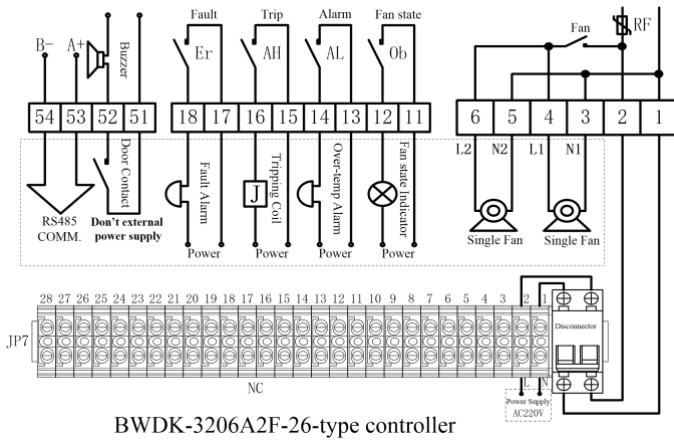 Fault Trip Alarm Fan state
Fan RF
B- A+ Buzzer Er AH AL Ob
54 53 52 51
18 17 16 15 14 13 12 11
6 5 4 3 2 1
L2 N2 L1 N1
Door Contact
Fault Alarm
Tripping Coil
J
Over-temp Alarm
Fan state Indicator
RS485
COMM.
Don't external
power supply
Power Power Power Power
Single Fan Single Fan
28 27 26 25 24 23 22 21 20 19 18 17 16 15 14 13 12 11 10 9 8 7 6 5 4 3 2 1
Disconnector
JP7
NC
L N
Power Supply
AC220V
BWDK-3206A2F-26-type controller